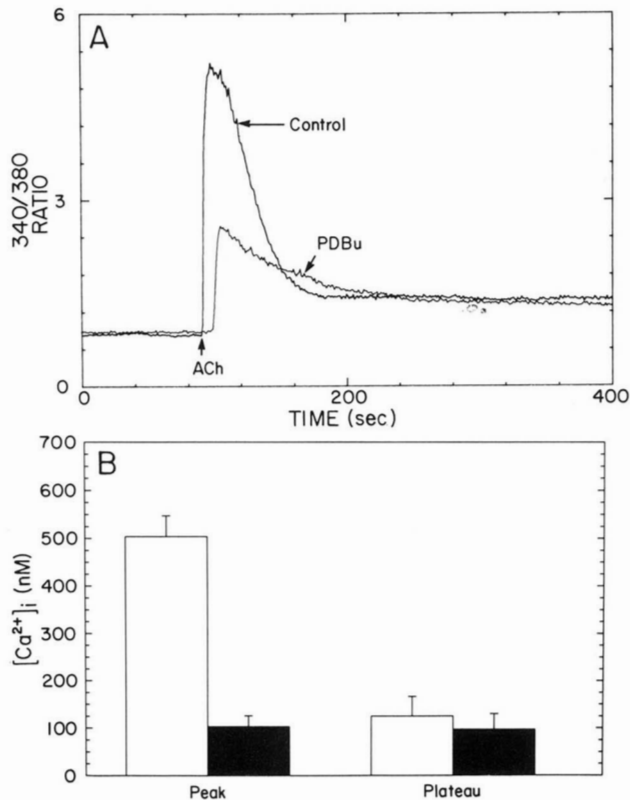 A
6
3
0
340/380
RATIO
Control
PDBu
ACh
0
200
400
TIME (sec)
B
700
600
500
400
300
200
100
0
[Ca²⁺]i (nM)
Peak
Plateau